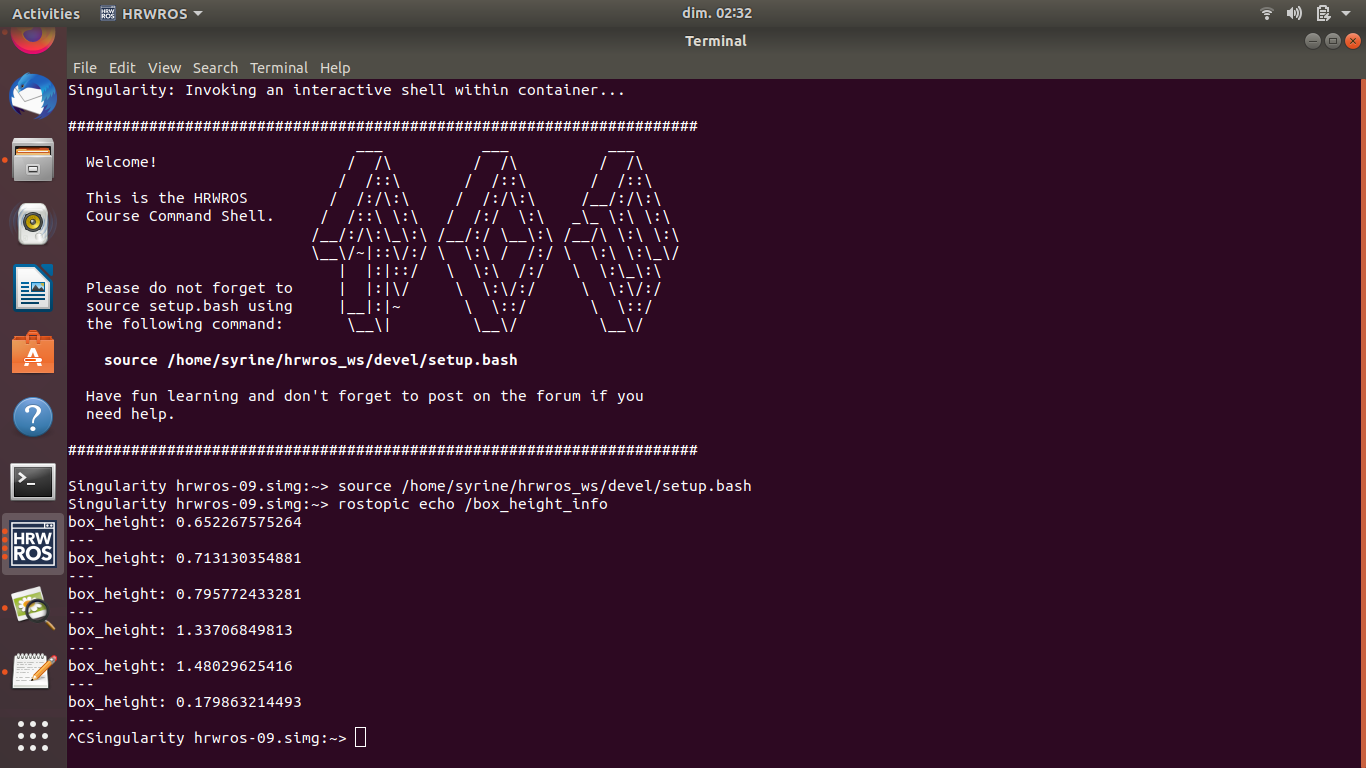 Activities HRWROS dim. 02:32
Terminal
File Edit View Search Terminal Help
Singularity: Invoking an interactive shell within container...
######################################################################
Welcome!
This is the HRWROS
Course Command Shell.
Please do not forget to
source setup.bash using
the following command:
source /home/syrine/hrwros_ws/devel/setup.bash
Have fun learning and don't forget to post on the forum if you
need help.
######################################################################
Singularity hrwros-09.simg:~> source /home/syrine/hrwros_ws/devel/setup.bash
Singularity hrwros-09.simg:~> rostopic echo /box_height_info
box_height: 0.652267575264
---
box_height: 0.713130354881
---
box_height: 0.795772433281
---
box_height: 1.33706849813
---
box_height: 1.48029625416
---
box_height: 0.179863214493
---
^CSingularity hrwros-09.simg:~>
HRW
ROS